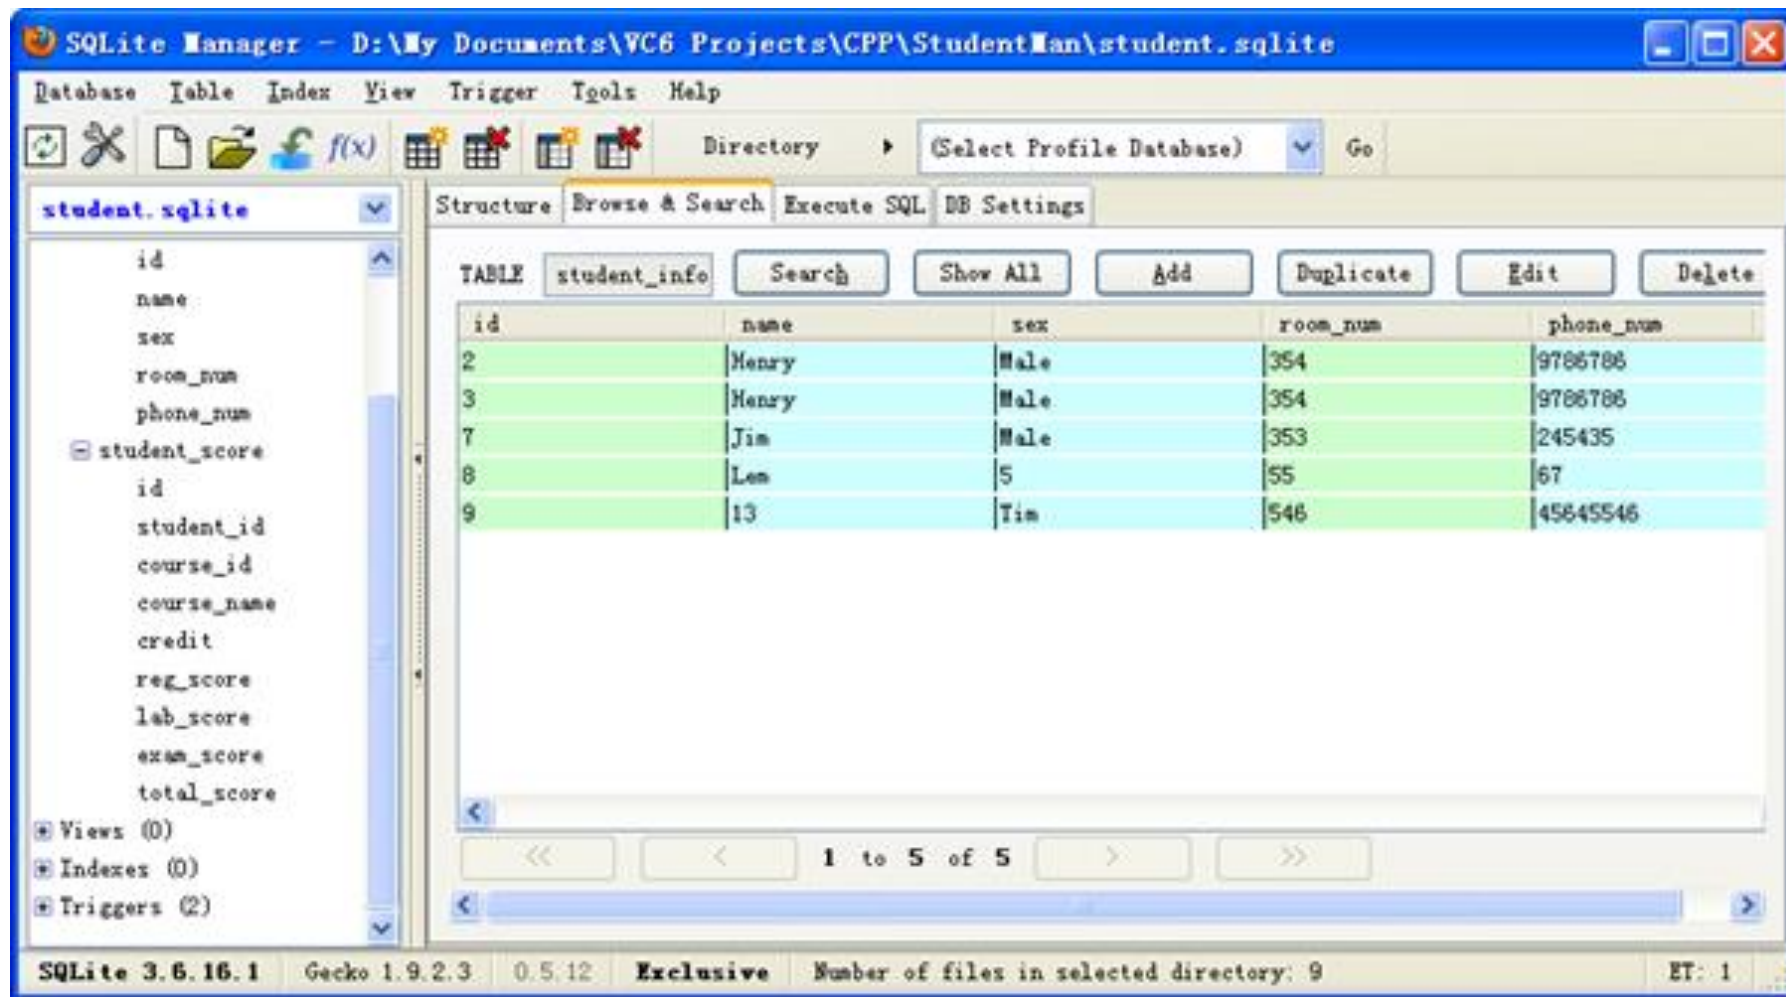 SQLite Manager - D:\My Documents\VC6 Projects\CPP\StudentMan\student.sqlite
Database Table Index View Trigger Tools Help
f(x) Directory (Select Profile Database) Go
student.sqlite
id
name
sex
room_num
phone_num
student_score
id
student_id
course_id
course_name
credit
reg_score
lab_score
exam_score
total_score
Views (0)
Indexes (0)
Triggers (2)
Structure Browse & Search Execute SQL DB Settings
TABLE student_info Search Show All Add Duplicate Edit Delete
id name sex room_num phone_num
2 Henry Male 354 9786786
3 Henry Male 354 9786786
7 Jim Male 353 245435
8 Lem 5 55 67
9 13 Tim 546 45645546
<< < 1 to 5 of 5 > >>
SQLite 3.6.16.1 Gecko 1.9.2.3 0.5.12 Exclusive Number of files in selected directory: 9 ET: 1